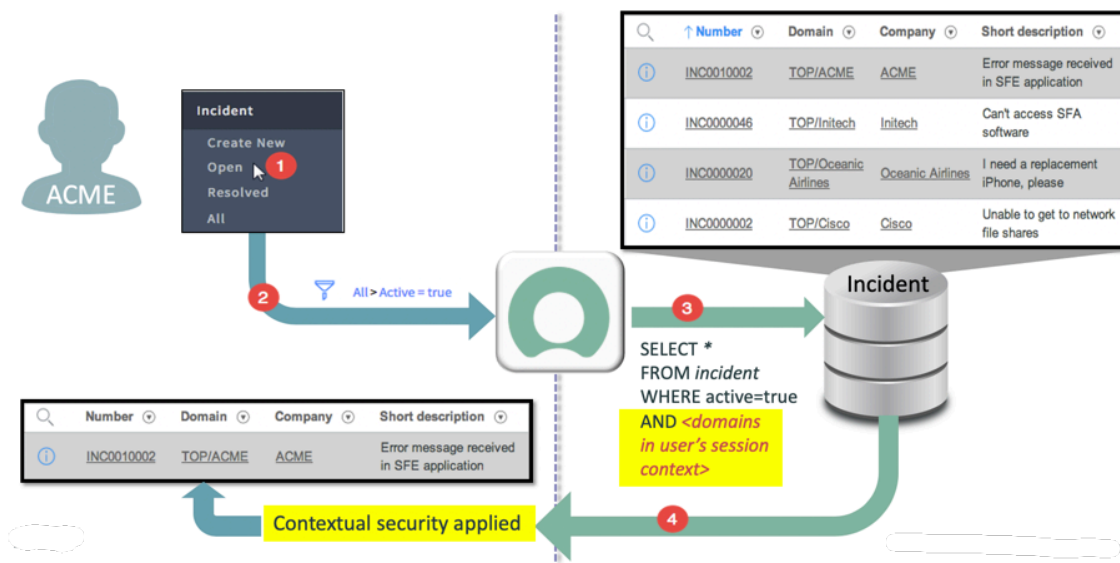 ACME
Incident
Create New
Open
1
Resolved
All
2
All > Active = true
↑ Number Domain Company Short description
INC0010002 TOP/ACME ACME Error message received
in SFE application
INC0000046 TOP/Initech Initech Can't access SFA
software
INC0000020 TOP/Oceanic
Airlines Oceanic Airlines I need a replacement
iPhone, please
INC0000002 TOP/Cisco Cisco Unable to get to network
file shares
Incident
3
SELECT *
FROM incident
WHERE active=true
AND <domains
in user's session
context>
4
Contextual security applied
Number Domain Company Short description
INC0010002 TOP/ACME ACME Error message received
in SFE application